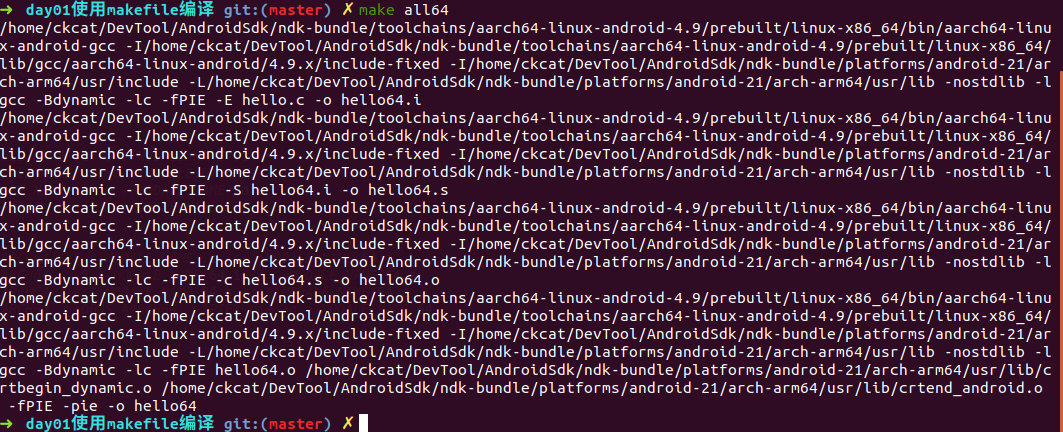 ➜  day01使用makefile编译 git:(master) ✗ make all64
/home/ckcat/DevTool/AndroidSdk/ndk-bundle/toolchains/aarch64-linux-android-4.9/prebuilt/linux-x86_64/bin/aarch64-linu
x-android-gcc -I/home/ckcat/DevTool/AndroidSdk/ndk-bundle/toolchains/aarch64-linux-android-4.9/prebuilt/linux-x86_64/
lib/gcc/aarch64-linux-android/4.9.x/include-fixed -I/home/ckcat/DevTool/AndroidSdk/ndk-bundle/platforms/android-21/ar
ch-arm64/usr/include -L/home/ckcat/DevTool/AndroidSdk/ndk-bundle/platforms/android-21/arch-arm64/usr/lib -nostdlib -l
gcc -Bdynamic -lc -fPIE -E hello.c -o hello64.i
/home/ckcat/DevTool/AndroidSdk/ndk-bundle/toolchains/aarch64-linux-android-4.9/prebuilt/linux-x86_64/bin/aarch64-linu
x-android-gcc -I/home/ckcat/DevTool/AndroidSdk/ndk-bundle/toolchains/aarch64-linux-android-4.9/prebuilt/linux-x86_64/
lib/gcc/aarch64-linux-android/4.9.x/include-fixed -I/home/ckcat/DevTool/AndroidSdk/ndk-bundle/platforms/android-21/ar
ch-arm64/usr/include -L/home/ckcat/DevTool/AndroidSdk/ndk-bundle/platforms/android-21/arch-arm64/usr/lib -nostdlib -l
gcc -Bdynamic -lc -fPIE  -S hello64.i -o hello64.s
/home/ckcat/DevTool/AndroidSdk/ndk-bundle/toolchains/aarch64-linux-android-4.9/prebuilt/linux-x86_64/bin/aarch64-linu
x-android-gcc -I/home/ckcat/DevTool/AndroidSdk/ndk-bundle/toolchains/aarch64-linux-android-4.9/prebuilt/linux-x86_64/
lib/gcc/aarch64-linux-android/4.9.x/include-fixed -I/home/ckcat/DevTool/AndroidSdk/ndk-bundle/platforms/android-21/ar
ch-arm64/usr/include -L/home/ckcat/DevTool/AndroidSdk/ndk-bundle/platforms/android-21/arch-arm64/usr/lib -nostdlib -l
gcc -Bdynamic -lc -fPIE -c hello64.s -o hello64.o
/home/ckcat/DevTool/AndroidSdk/ndk-bundle/toolchains/aarch64-linux-android-4.9/prebuilt/linux-x86_64/bin/aarch64-linu
x-android-gcc -I/home/ckcat/DevTool/AndroidSdk/ndk-bundle/toolchains/aarch64-linux-android-4.9/prebuilt/linux-x86_64/
lib/gcc/aarch64-linux-android/4.9.x/include-fixed -I/home/ckcat/DevTool/AndroidSdk/ndk-bundle/platforms/android-21/ar
ch-arm64/usr/include -L/home/ckcat/DevTool/AndroidSdk/ndk-bundle/platforms/android-21/arch-arm64/usr/lib -nostdlib -l
gcc -Bdynamic -lc -fPIE hello64.o /home/ckcat/DevTool/AndroidSdk/ndk-bundle/platforms/android-21/arch-arm64/usr/lib/c
rtbegin_dynamic.o /home/ckcat/DevTool/AndroidSdk/ndk-bundle/platforms/android-21/arch-arm64/usr/lib/crtend_android.o
 -fPIE -pie -o hello64
➜  day01使用makefile编译 git:(master) ✗